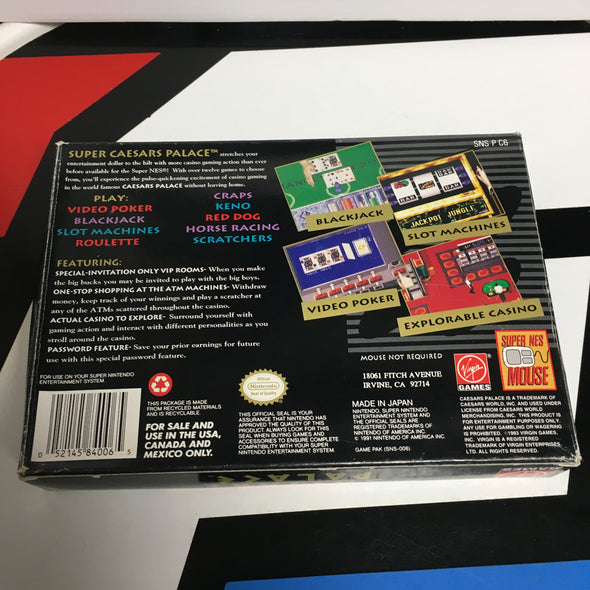 SNS P C6
SUPER CAESARS PALACE™ stretches your
entertainment dollar to the hilt with more casino gaming action than ever
before available for the Super NES®! With over twelve games to choose
from, you'll experience the pulse-quickening excitement of casino gaming
in the world famous CAESARS PALACE without leaving home.
PLAY:
VIDEO POKER
BLACKJACK
SLOT MACHINES
ROULETTE
CRAPS
KENO
RED DOG
HORSE RACING
SCRATCHERS
FEATURING:
SPECIAL-INVITATION ONLY VIP ROOMS- When you make
the big bucks you may be invited to play with the big boys.
ONE-STOP SHOPPING AT THE ATM MACHINES- Withdraw
money, keep track of your winnings and play a scratcher at
any of the ATMs scattered throughout the casino.
ACTUAL CASINO TO EXPLORE- Surround yourself with
gaming action and interact with different personalities as you
stroll around the casino.
PASSWORD FEATURE- Save your prior earnings for future
use with this special password feature.
BLACKJACK
BAR
BAR
JACKPOT JUNGLE
SLOT MACHINES
VIDEO POKER
EXPLORABLE CASINO
FOR USE ON YOUR SUPER NINTENDO
ENTERTAINMENT SYSTEM.
0 52145 84006 5
THIS PACKAGE IS MADE
FROM RECYCLED MATERIALS
AND IS RECYCLABLE.
FOR SALE AND
USE IN THE USA,
CANADA AND
MEXICO ONLY.
Official
Nintendo
Seal of Quality
THIS OFFICIAL SEAL IS YOUR
ASSURANCE THAT NINTENDO HAS
APPROVED THE QUALITY OF THIS
PRODUCT. ALWAYS LOOK FOR THIS
SEAL WHEN BUYING GAMES AND
ACCESSORIES TO ENSURE COMPLETE
COMPATIBILITY WITH YOUR SUPER
NINTENDO ENTERTAINMENT SYSTEM.
MOUSE NOT REQUIRED
18061 FITCH AVENUE
IRVINE, CA 92714
MADE IN JAPAN
NINTENDO, SUPER NINTENDO
ENTERTAINMENT SYSTEM AND
THE OFFICIAL SEALS ARE
REGISTERED TRADEMARKS OF
NINTENDO OF AMERICA INC.
© 1991 NINTENDO OF AMERICA INC.
GAME PAK (SNS-006)
Virgin
GAMES
SUPER NES
MOUSE
CAESARS PALACE IS A TRADEMARK OF
CAESARS WORLD, INC. AND USED UNDER
LICENSE FROM CAESARS WORLD
MERCHANDISING, INC. THIS PRODUCT IS
FOR ENTERTAINMENT PURPOSES ONLY.
ANY USE FOR GAMBLING OR WAGERING
IS PROHIBITED. ©1993 VIRGIN GAMES,
INC. VIRGIN IS A REGISTERED
TRADEMARK OF VIRGIN ENTERPRISES LTD.
ALL RIGHTS RESERVED.
PALACE